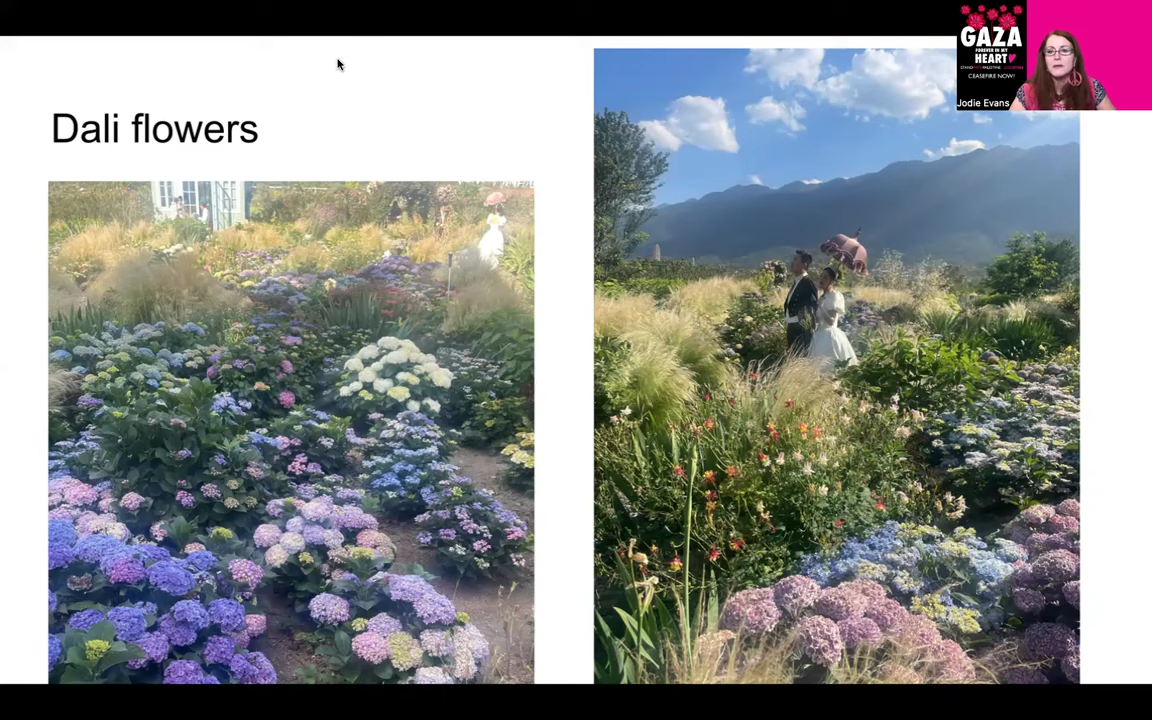 Dali flowers
GAZA
FOREVER IN MY
HEART
CEASEFIRE NOW!
Jodie Evans